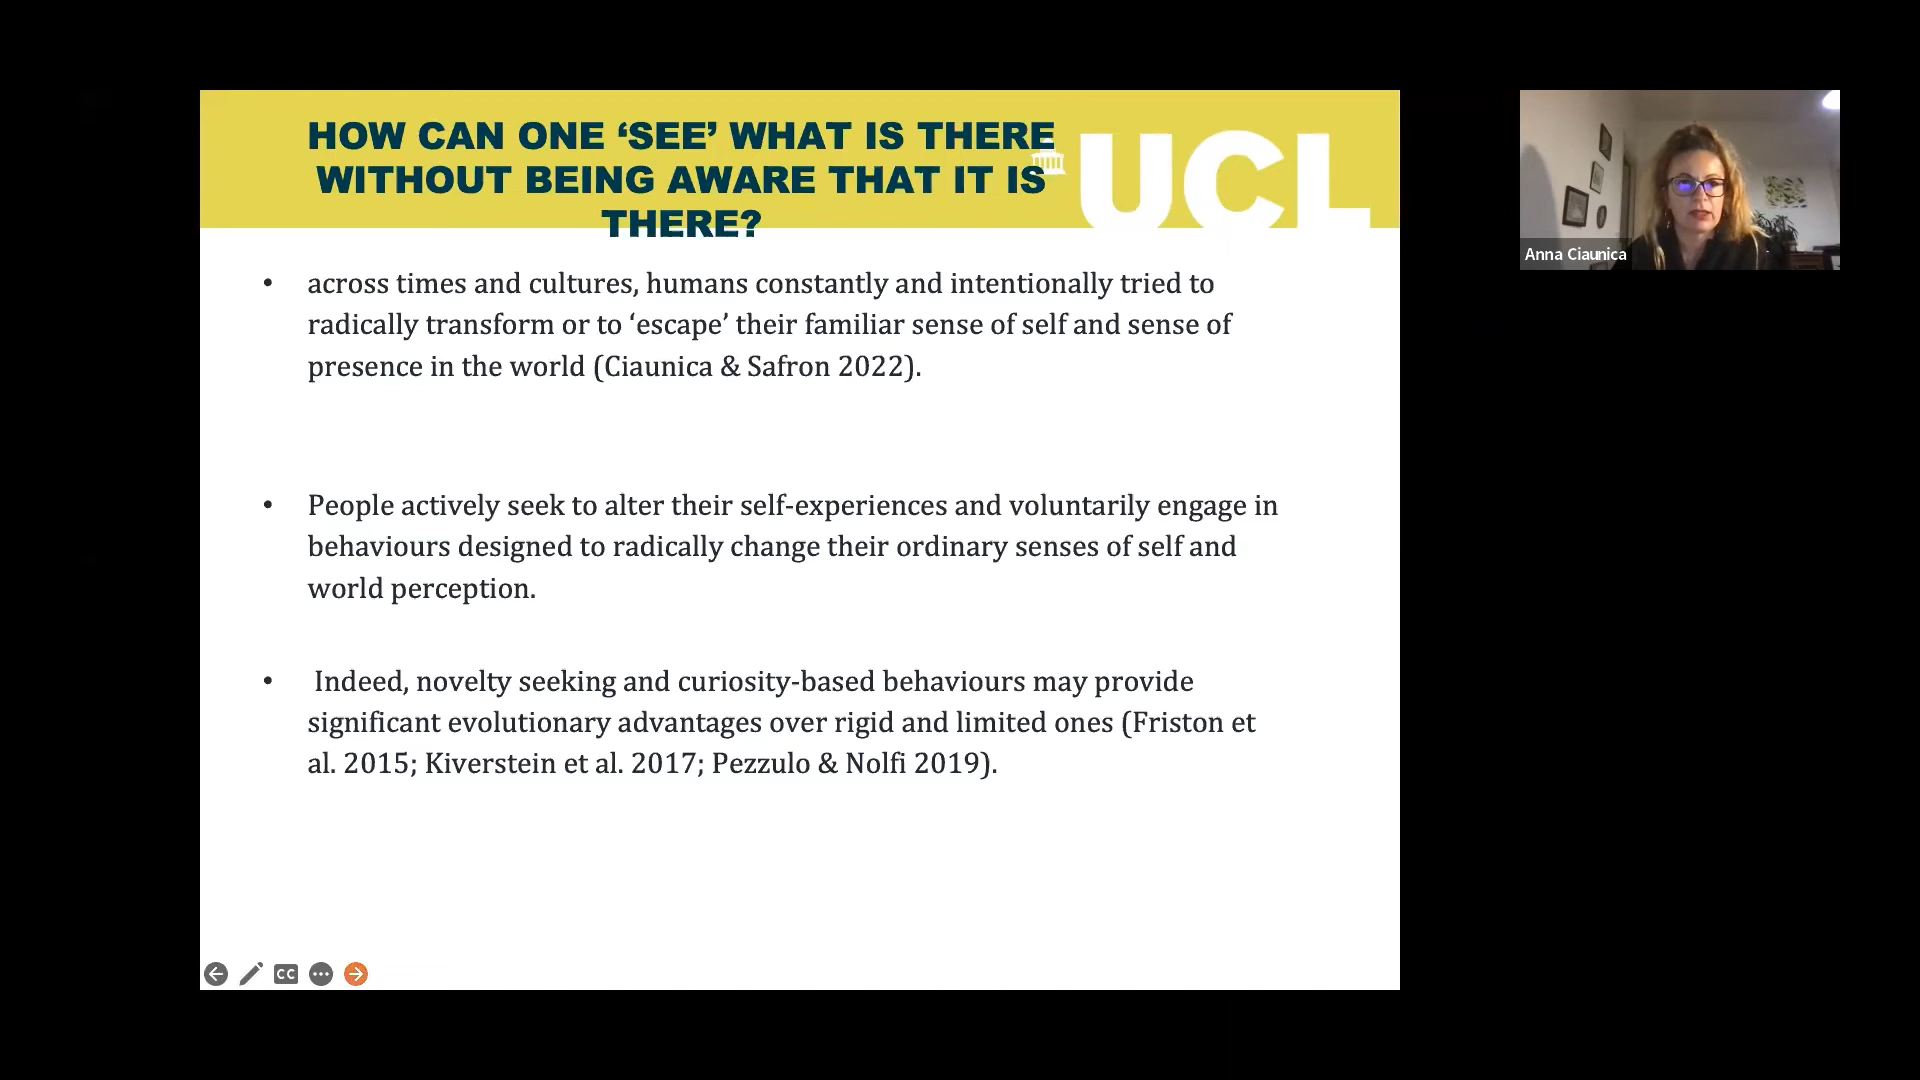 HOW CAN ONE ‘SEE’ WHAT IS THERE
WITHOUT BEING AWARE THAT IT IS
THERE?
UCL
• across times and cultures, humans constantly and intentionally tried to
radically transform or to ‘escape’ their familiar sense of self and sense of
presence in the world (Ciaunica & Safron 2022).
• People actively seek to alter their self-experiences and voluntarily engage in
behaviours designed to radically change their ordinary senses of self and
world perception.
• Indeed, novelty seeking and curiosity-based behaviours may provide
significant evolutionary advantages over rigid and limited ones (Friston et
al. 2015; Kiverstein et al. 2017; Pezzulo & Nolfi 2019).
CC
Anna Ciaunica